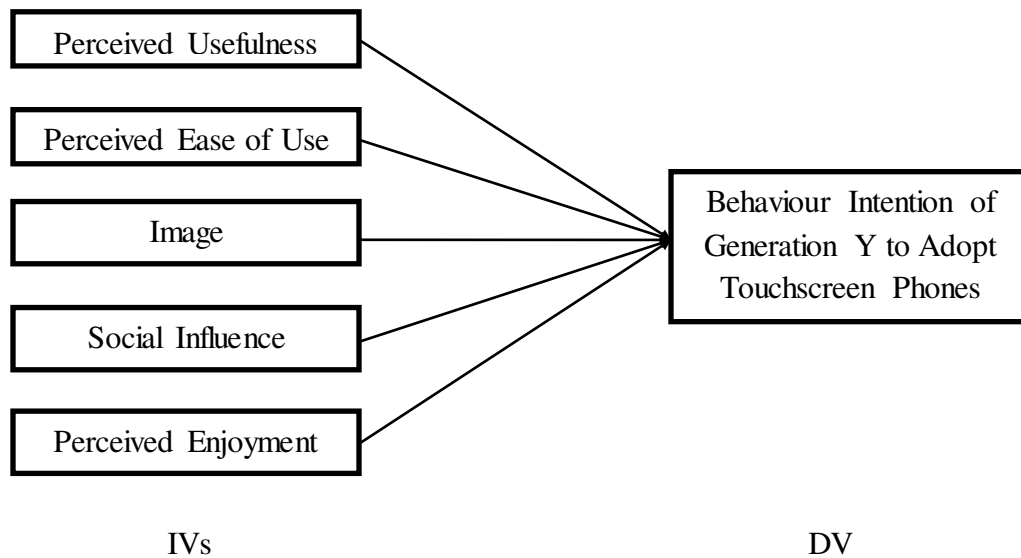 Perceived Usefulness
Perceived Ease of Use
Image
Social Influence
Perceived Enjoyment
Behaviour Intention of
Generation Y to Adopt
Touchscreen Phones
IVs
DV